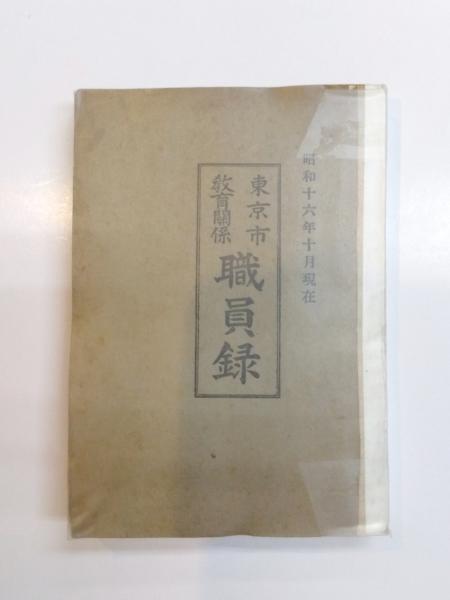 昭和十六年十月現在
東京市
教育關係
職員録